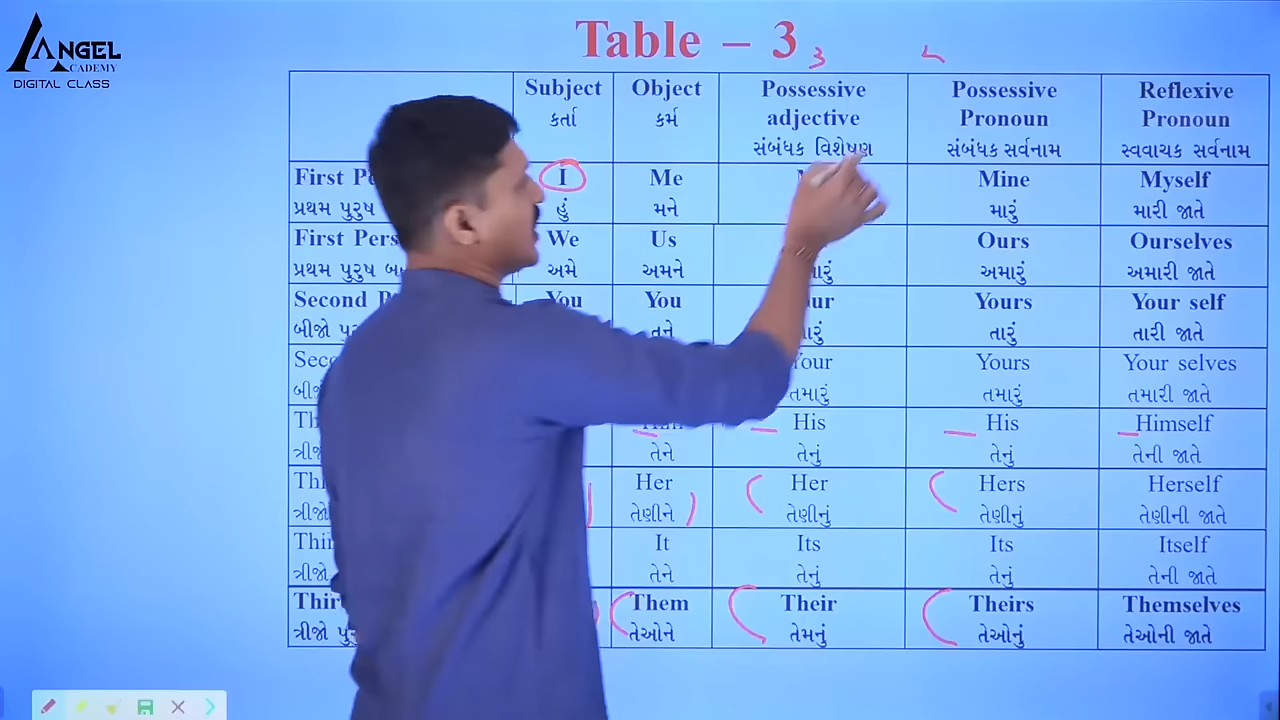 ANGEL
ACADEMY
DIGITAL CLASS
Table – 3
૩ ૪
Subject Object Possessive adjective Possessive Pronoun Reflexive Pronoun
કર્તા કર્મ સંબંધક વિશેષણ સંબંધક સર્વનામ સ્વવાચક સર્વનામ
First I Me Mine Myself
પ્રથમ પુરુષ હું મને મારું મારી જાતે
First We Us Ours Ourselves
પ્રથમ પુરુષ અમે અમને અમારું અમારી જાતે
Second You You Yours Your self
બીજો તને તારું તારી જાતે
Your Yours Your selves
તમારું તમારું તમારી જાતે
His His Himself
તેને તેનું તેનું તેની જાતે
Her Her Hers Herself
ત્રીજો તેણીને તેણીનું તેણીનું તેણીની જાતે
It Its Its Itself
તેને તેનું તેનું તેની જાતે
Them Their Theirs Themselves
ત્રીજો તેઓને તેમનું તેઓનું તેઓની જાતે